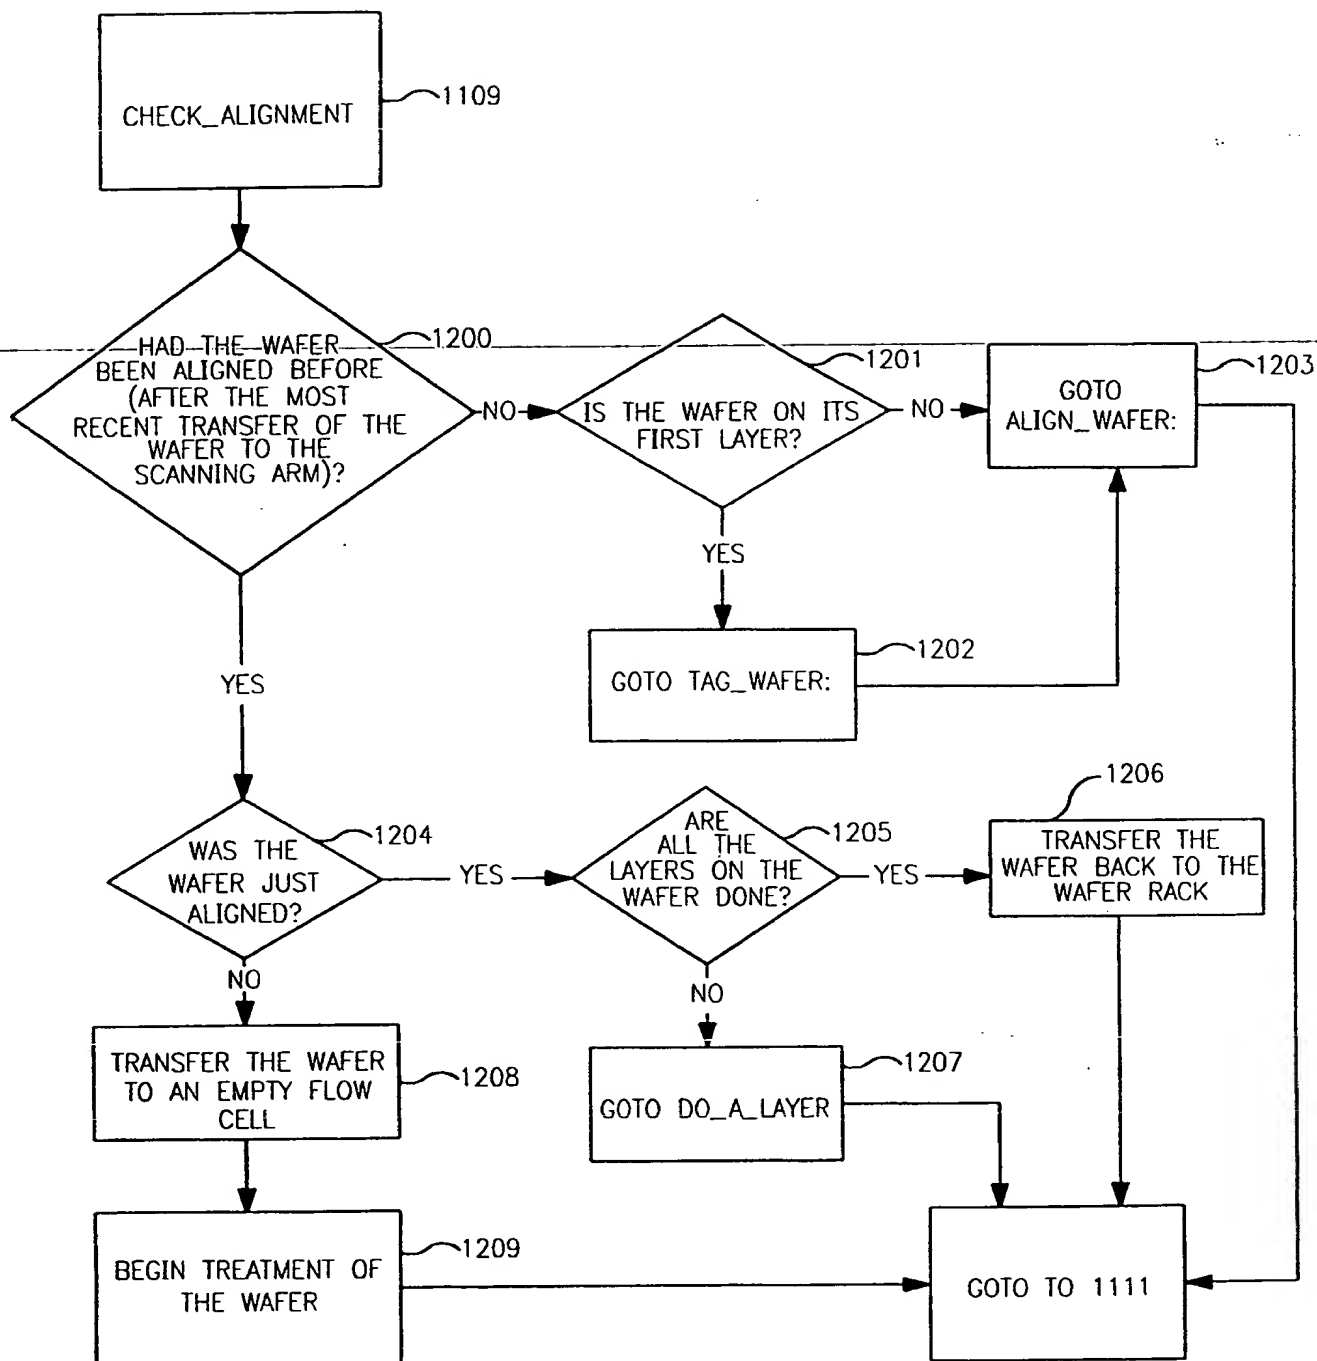 CHECK_ALIGNMENT
1109
HAD THE WAFER
BEEN ALIGNED BEFORE
(AFTER THE MOST
RECENT TRANSFER OF THE
WAFER TO THE
SCANNING ARM)?
1200
NO
IS THE WAFER ON ITS
FIRST LAYER?
1201
NO
GOTO
ALIGN_WAFER:
1203
YES
GOTO TAG_WAFER:
1202
YES
WAS THE
WAFER JUST
ALIGNED?
1204
YES
ARE
ALL THE
LAYERS ON THE
WAFER DONE?
1205
YES
TRANSFER THE
WAFER BACK TO THE
WAFER RACK
1206
NO
NO
TRANSFER THE WAFER
TO AN EMPTY FLOW
CELL
1208
GOTO DO_A_LAYER
1207
BEGIN TREATMENT OF
THE WAFER
1209
GOTO TO 1111